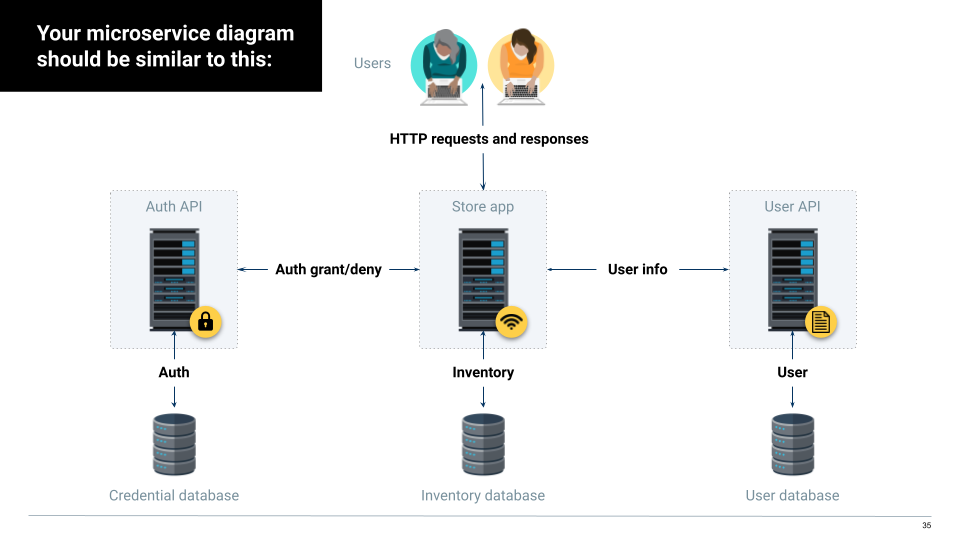 Your microservice diagram
should be similar to this:
Users
HTTP requests and responses
Auth API
Store app
User API
Auth grant/deny
User info
Auth
Inventory
User
Credential database
Inventory database
User database
35